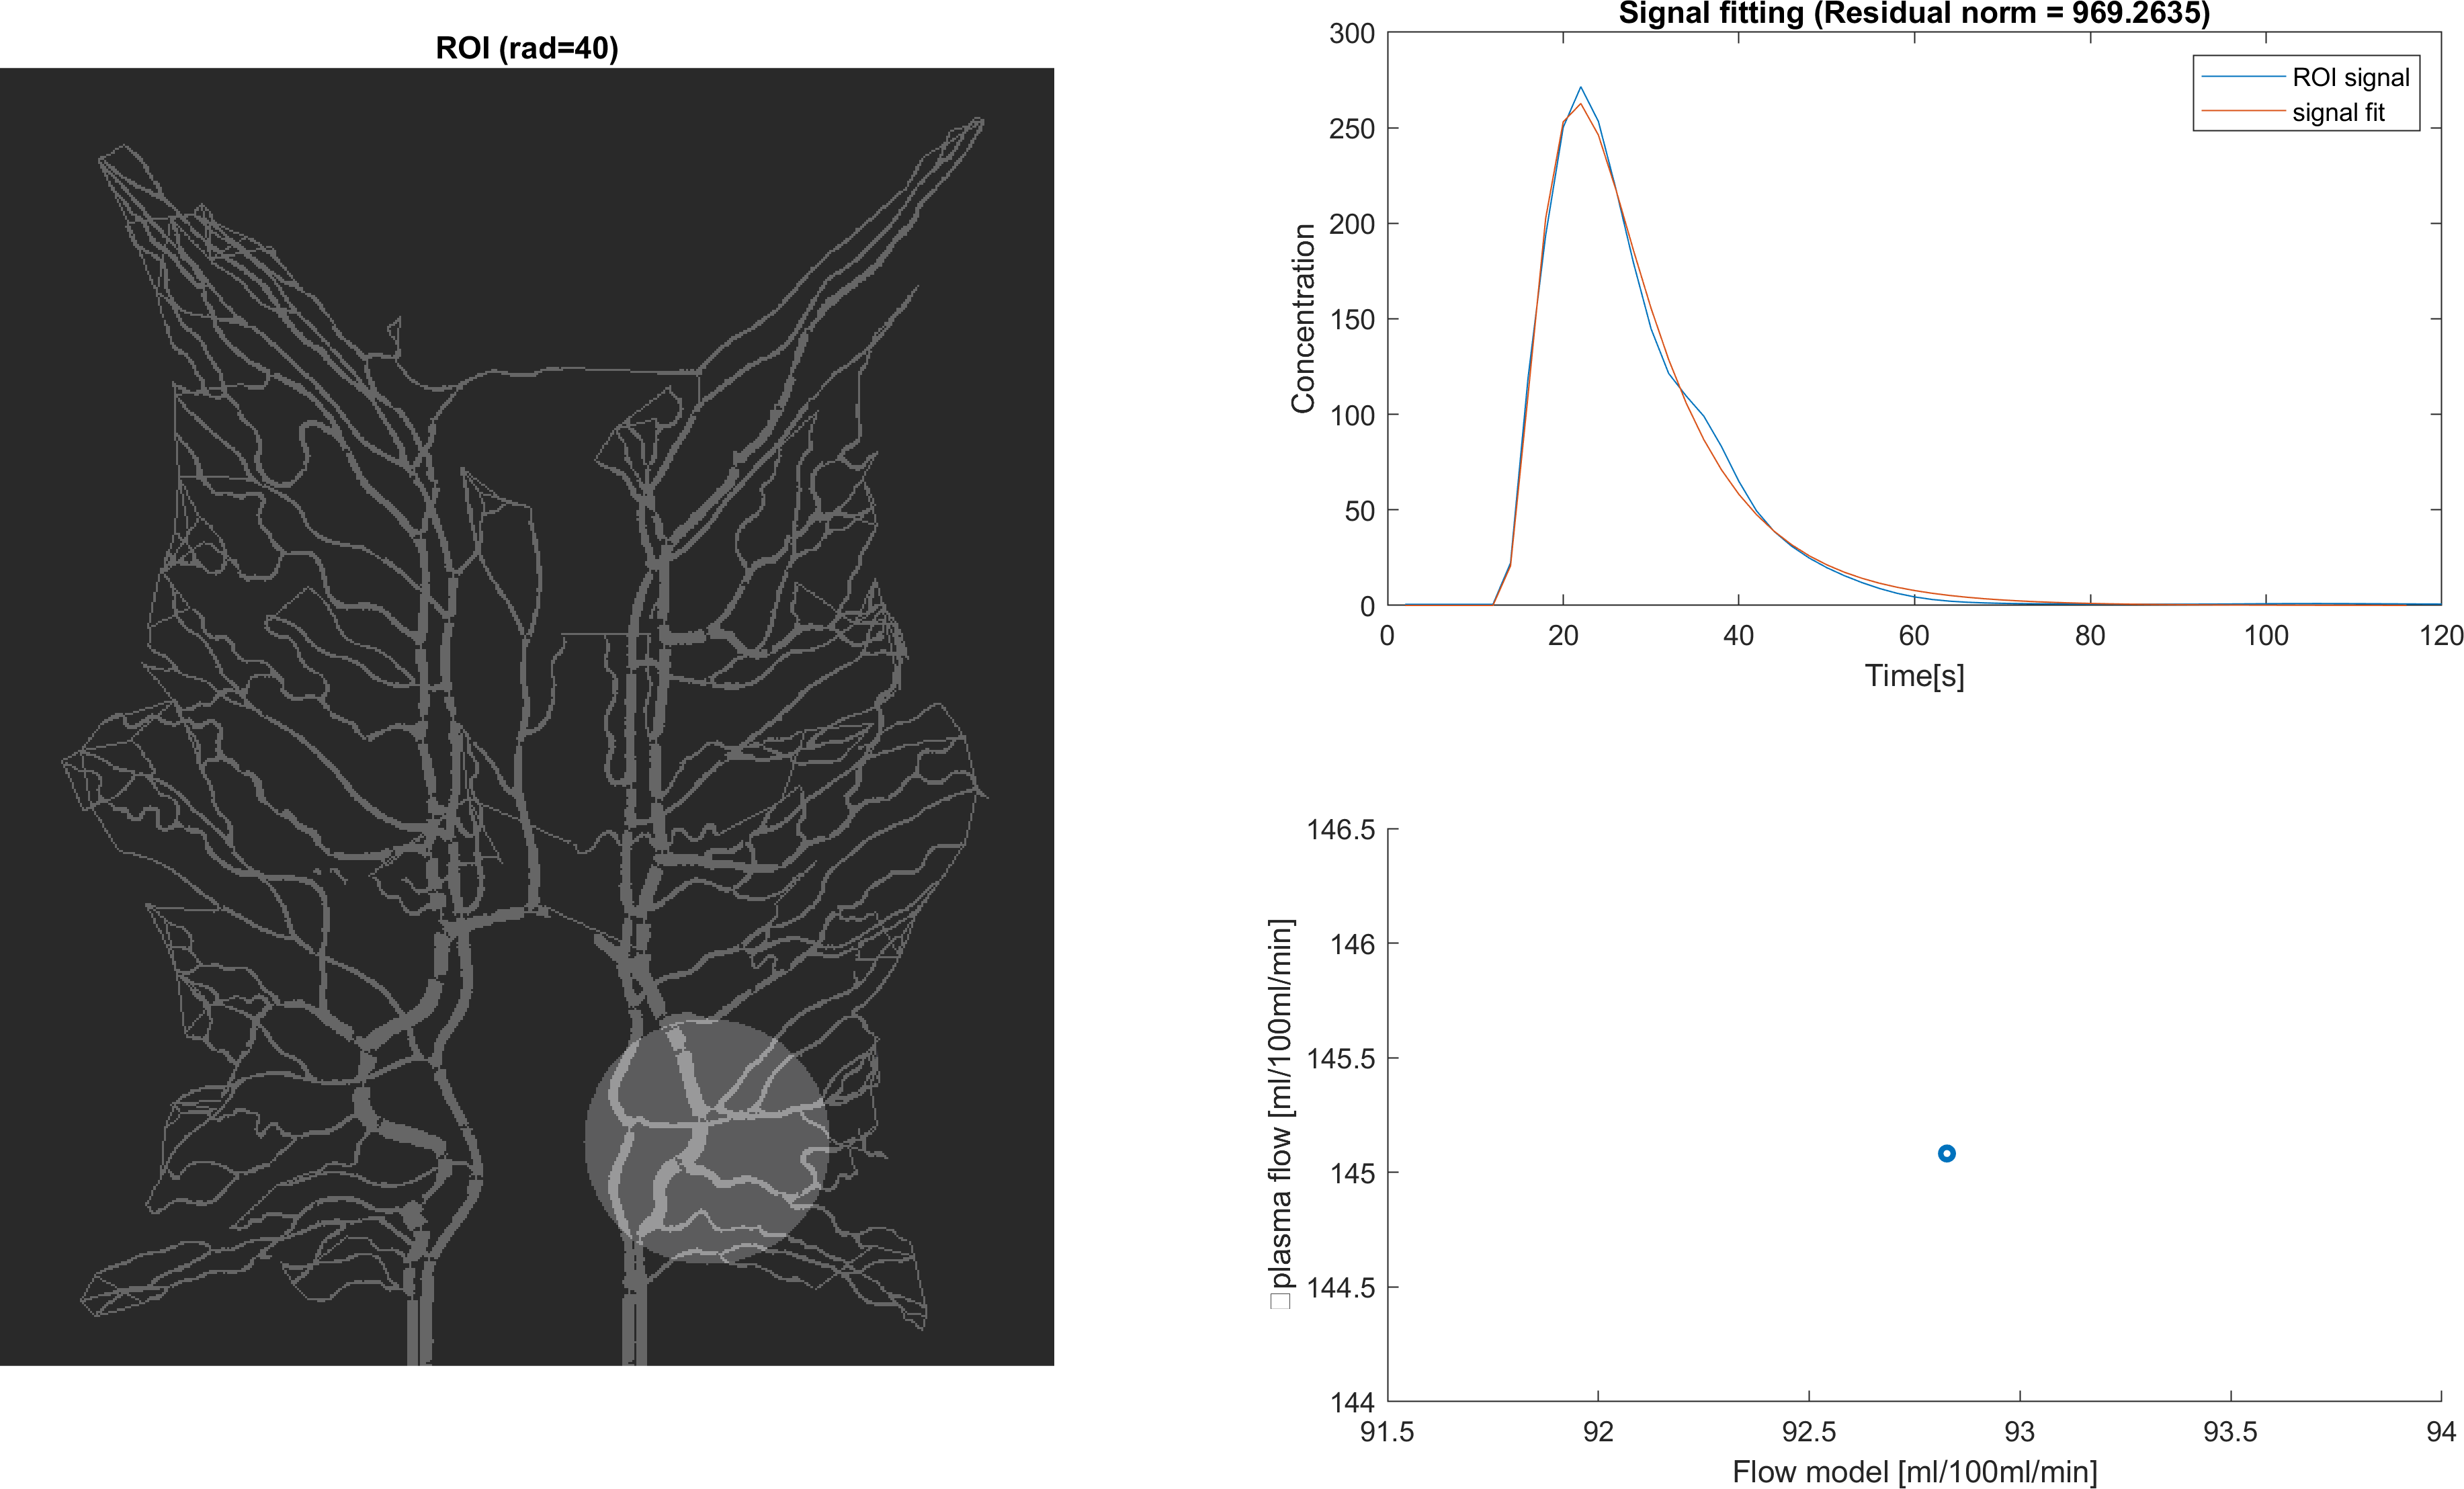 ROI (rad=40)
Signal fitting (Residual norm = 969.2635)
300
250
200
150
100
50
0
Concentration
ROI signal
signal fit
0 20 40 60 80 100 120
Time[s]
146.5
146
145.5
145
144.5
144
□plasma flow [ml/100ml/min]
91.5 92 92.5 93 93.5 94
Flow model [ml/100ml/min]